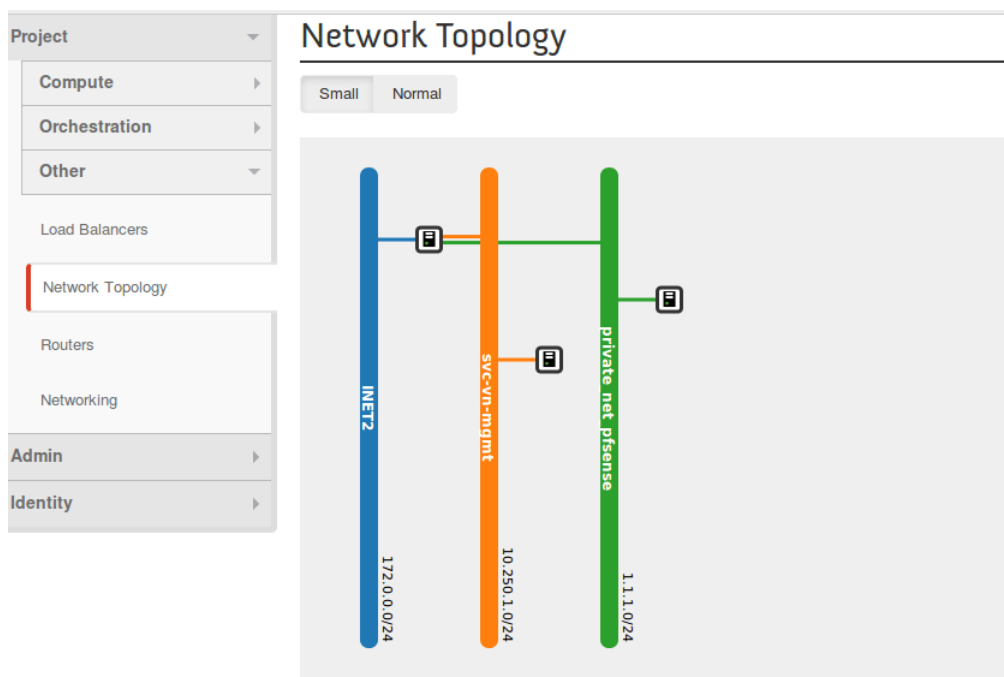 Project
Compute
Orchestration
Other
Load Balancers
Network Topology
Routers
Networking
Admin
Identity
Network Topology
Small Normal
INET2
172.0.0.0/24
svc-vn-mgmt
10.250.1.0/24
private_net_pfsense
1.1.1.0/24